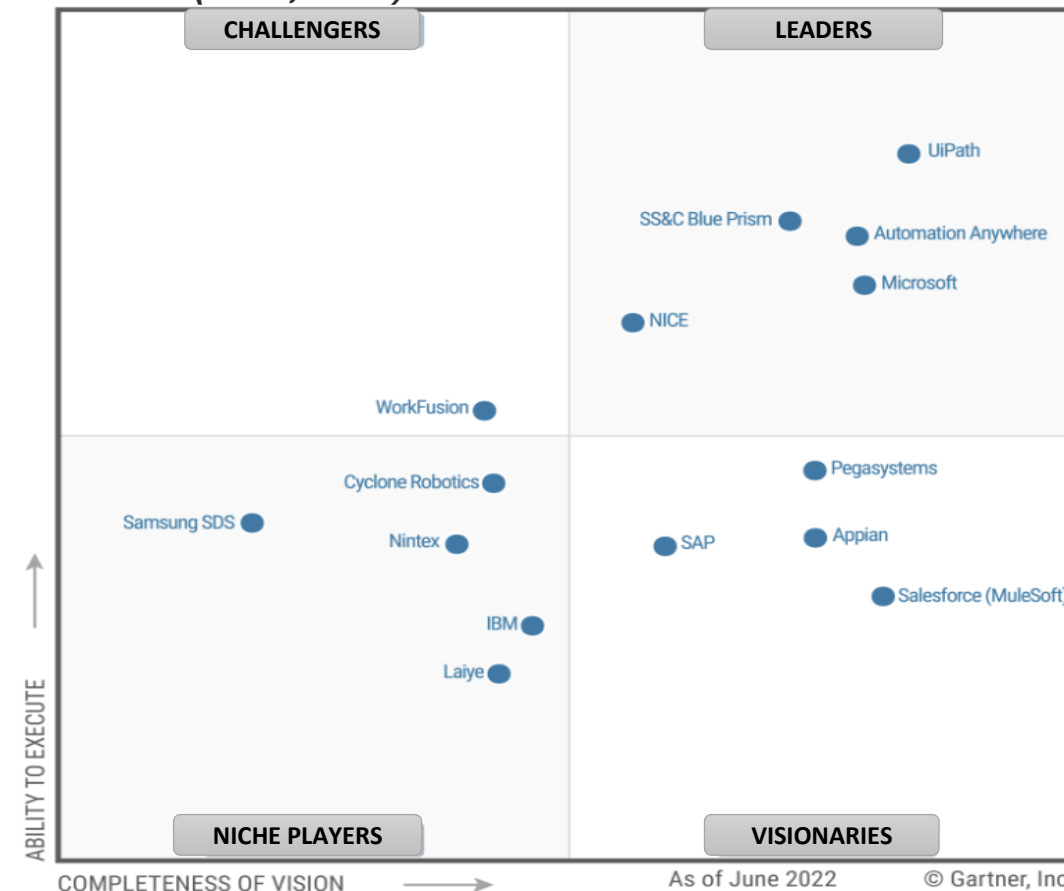 CHALLENGERS
LEADERS
UiPath
SS&C Blue Prism
Automation Anywhere
Microsoft
NICE
WorkFusion
Pegasystems
Cyclone Robotics
Samsung SDS
Appian
Nintex
SAP
Salesforce (MuleSoft)
IBM
Laiye
ABILITY TO EXECUTE
NICHE PLAYERS
VISIONARIES
COMPLETENESS OF VISION
As of June 2022
© Gartner, Inc